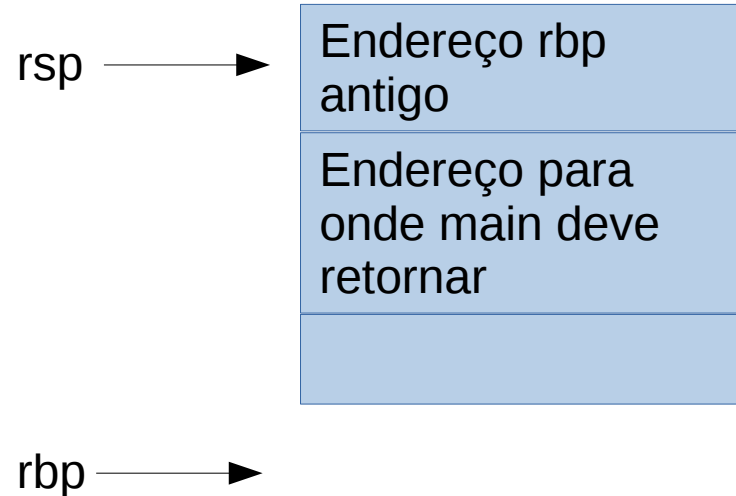 rsp
Endereço rbp
antigo
Endereço para
onde main deve
retornar
rbp